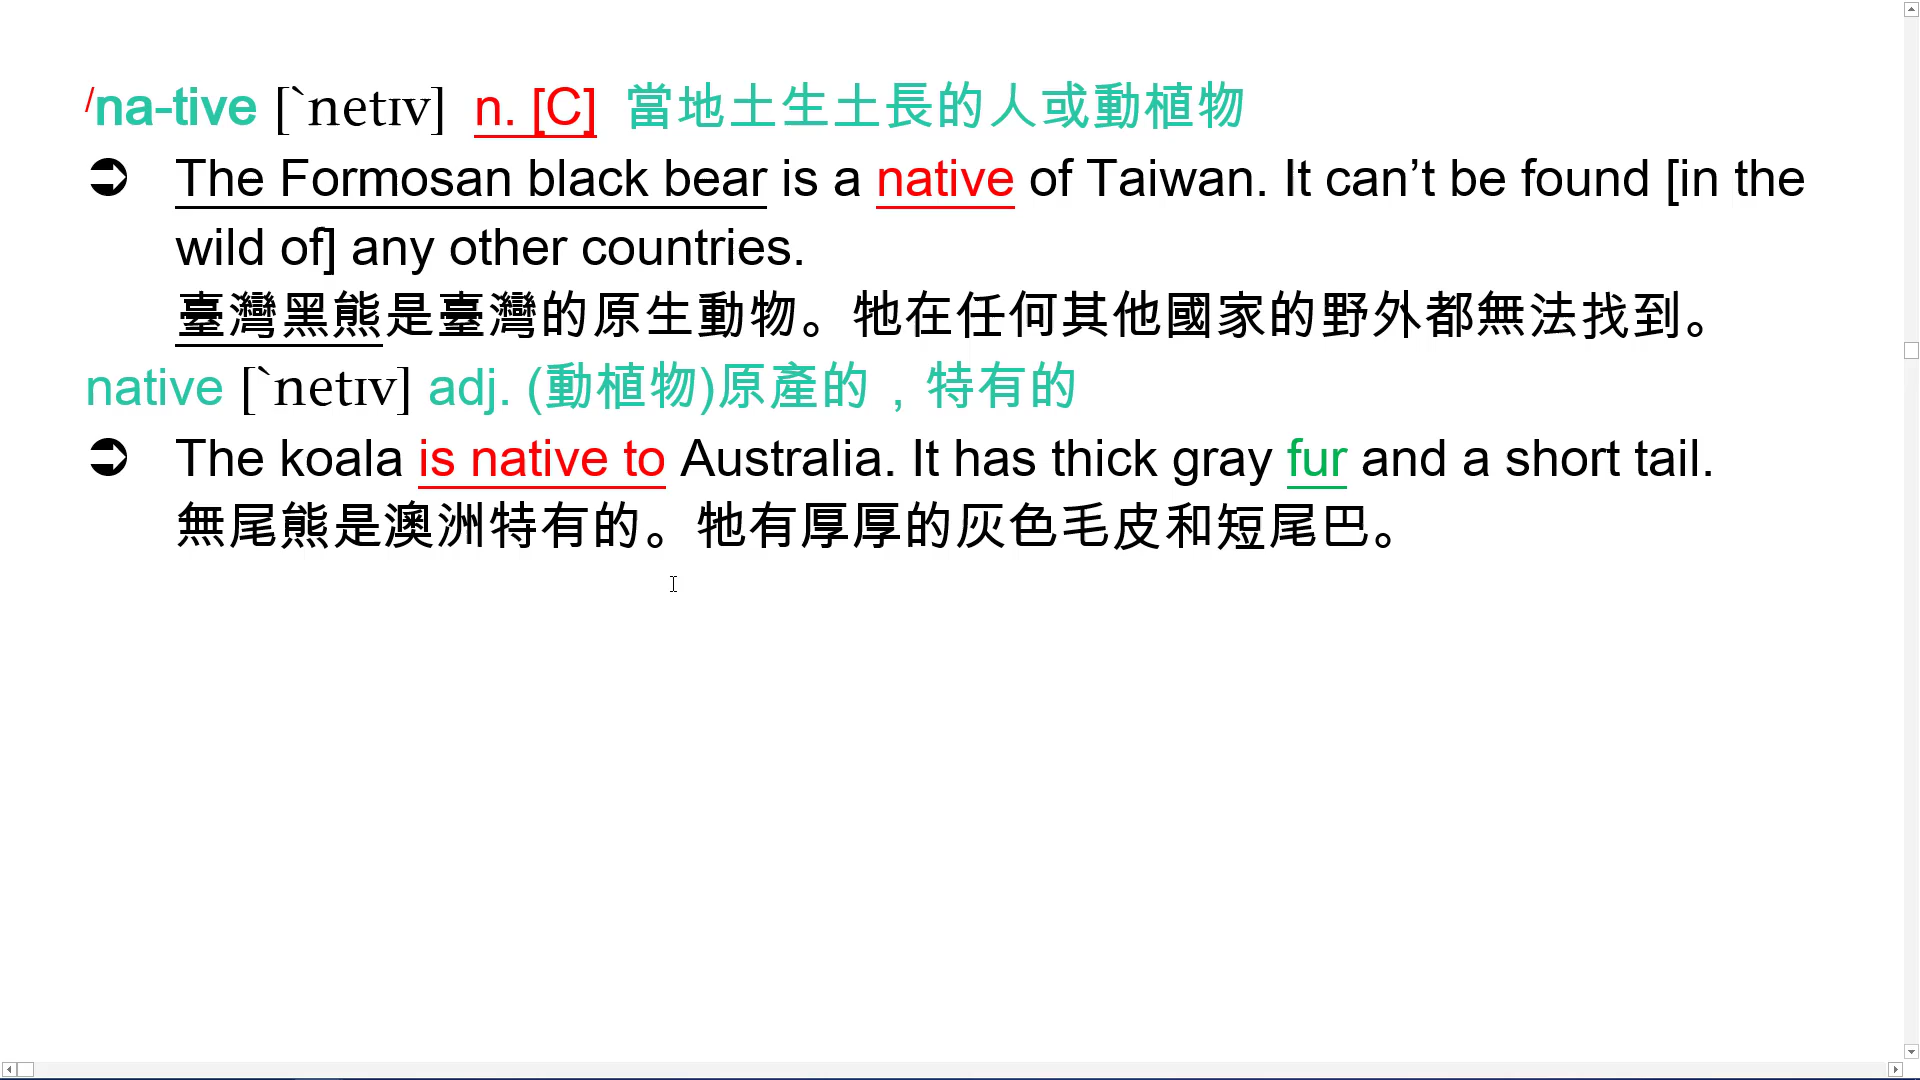 /na-tive [ˋnetɪv] n. [C] 當地土生土長的人或動植物
➲ The Formosan black bear is a native of Taiwan. It can’t be found [in the
wild of] any other countries.
臺灣黑熊是臺灣的原生動物。牠在任何其他國家的野外都無法找到。
native [ˋnetɪv] adj. (動植物)原產的，特有的
➲ The koala is native to Australia. It has thick gray fur and a short tail.
無尾熊是澳洲特有的。牠有厚厚的灰色毛皮和短尾巴。